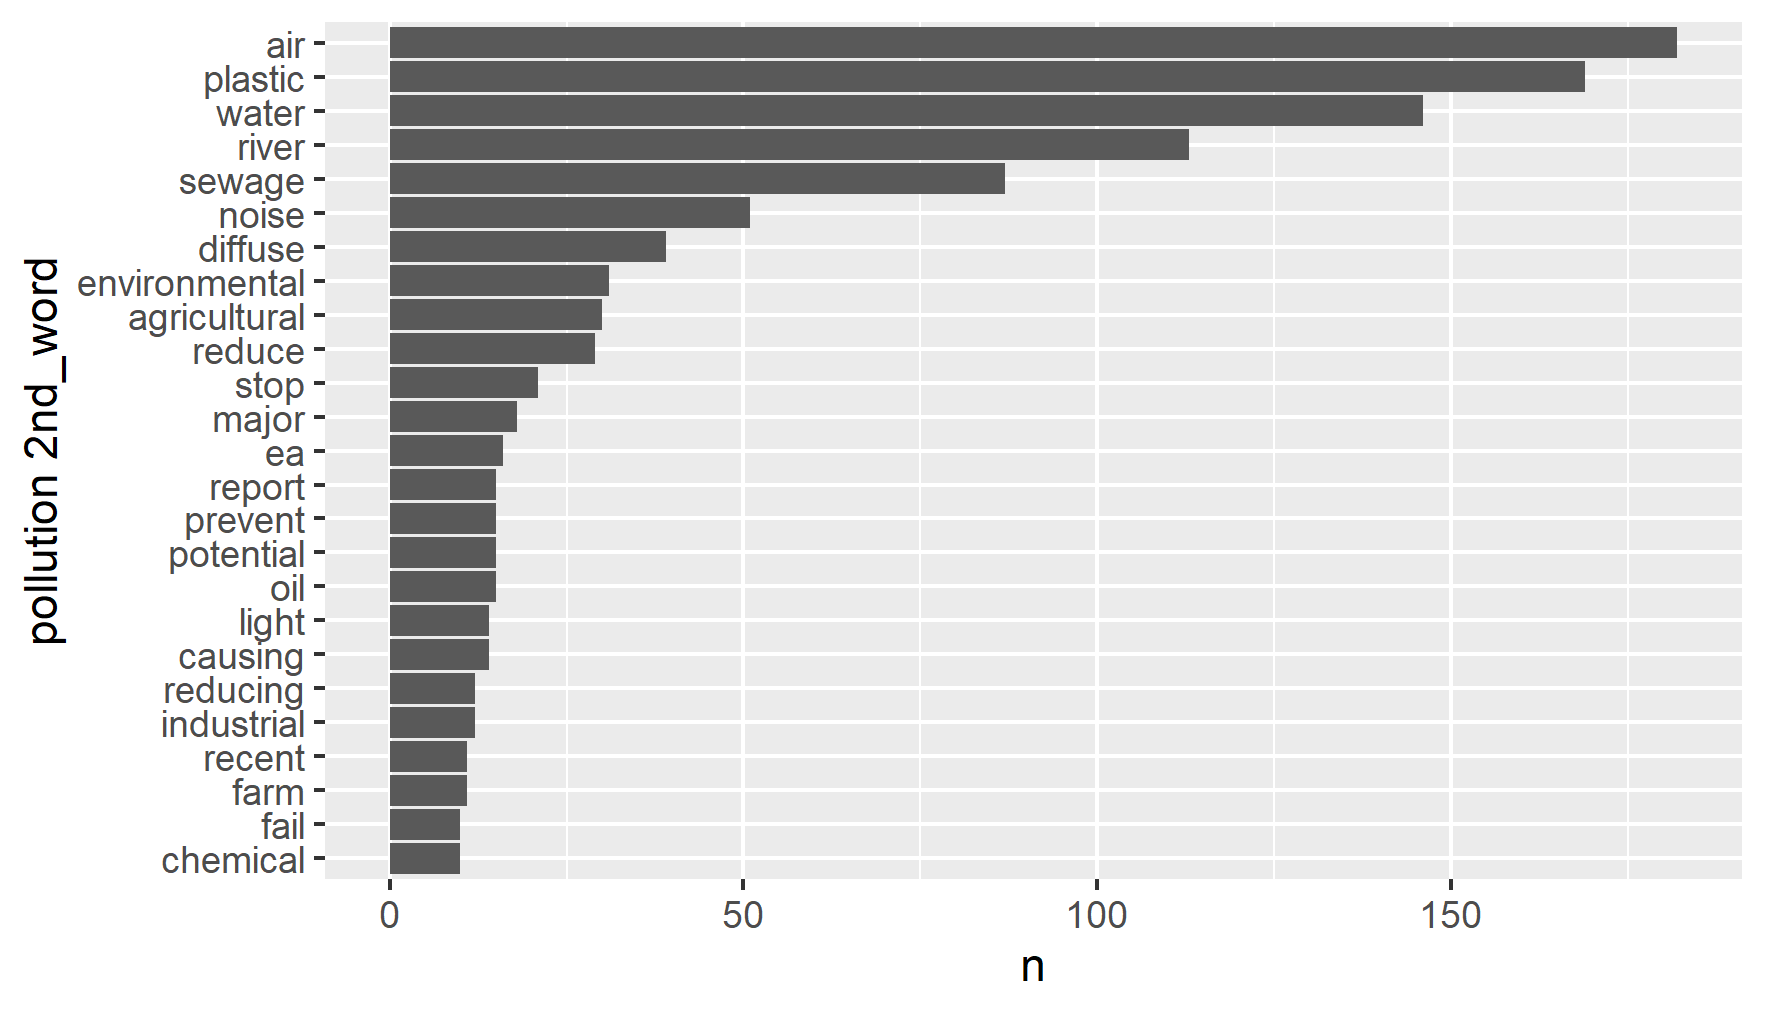 air
plastic
water
river
sewage
noise
diffuse
environmental
agricultural
reduce
stop
major
ea
report
prevent
potential
oil
light
causing
reducing
industrial
recent
farm
fail
chemical
pollution 2nd_word
0 50 100 150
n